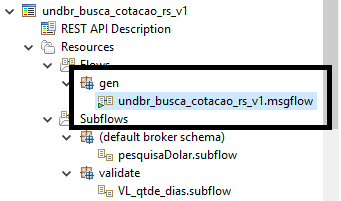 undbr_busca_cotacao_rs_v1
REST API Description
Resources
Flows
gen
undbr_busca_cotacao_rs_v1.msgflow
Subflows
(default broker schema)
pesquisaDolar.subflow
validate
VL_qtde_dias.subflow